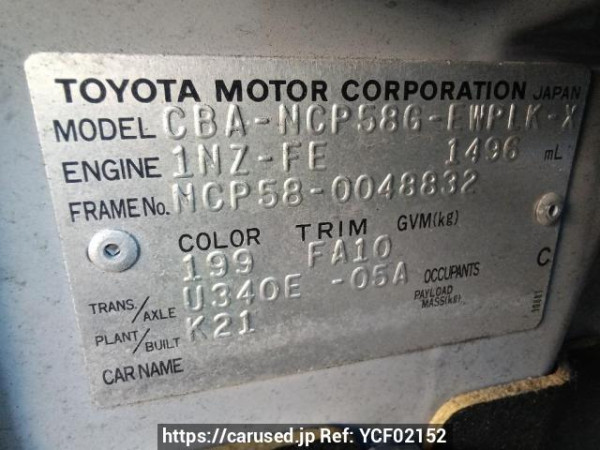 TOYOTA MOTOR CORPORATION JAPAN
MODEL CBA-NCP58G-EWPLK-X
ENGINE 1NZ-FE 1496 mL
FRAME No. NCP58-0048832
COLOR TRIM GVM(kg)
199 FA10 C
TRANS./AXLE U340E -05A OCCUPANTS
PAYLOAD MASS(kg)
PLANT/BUILT K21
CAR NAME
https://carused.jp Ref: YCF02152